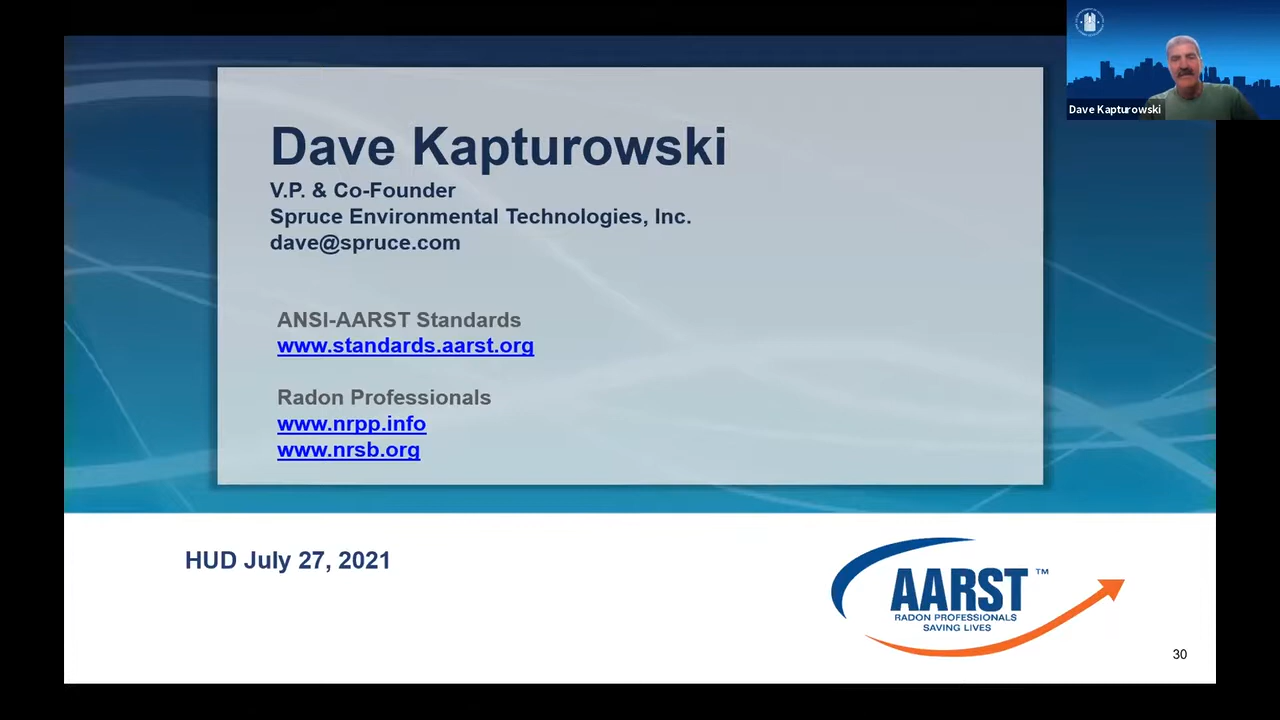 Dave Kapturowski
Dave Kapturowski
V.P. & Co-Founder
Spruce Environmental Technologies, Inc.
dave@spruce.com
ANSI-AARST Standards
www.standards.aarst.org
Radon Professionals
www.nrpp.info
www.nrsb.org
HUD July 27, 2021
AARST™
RADON PROFESSIONALS
SAVING LIVES
30